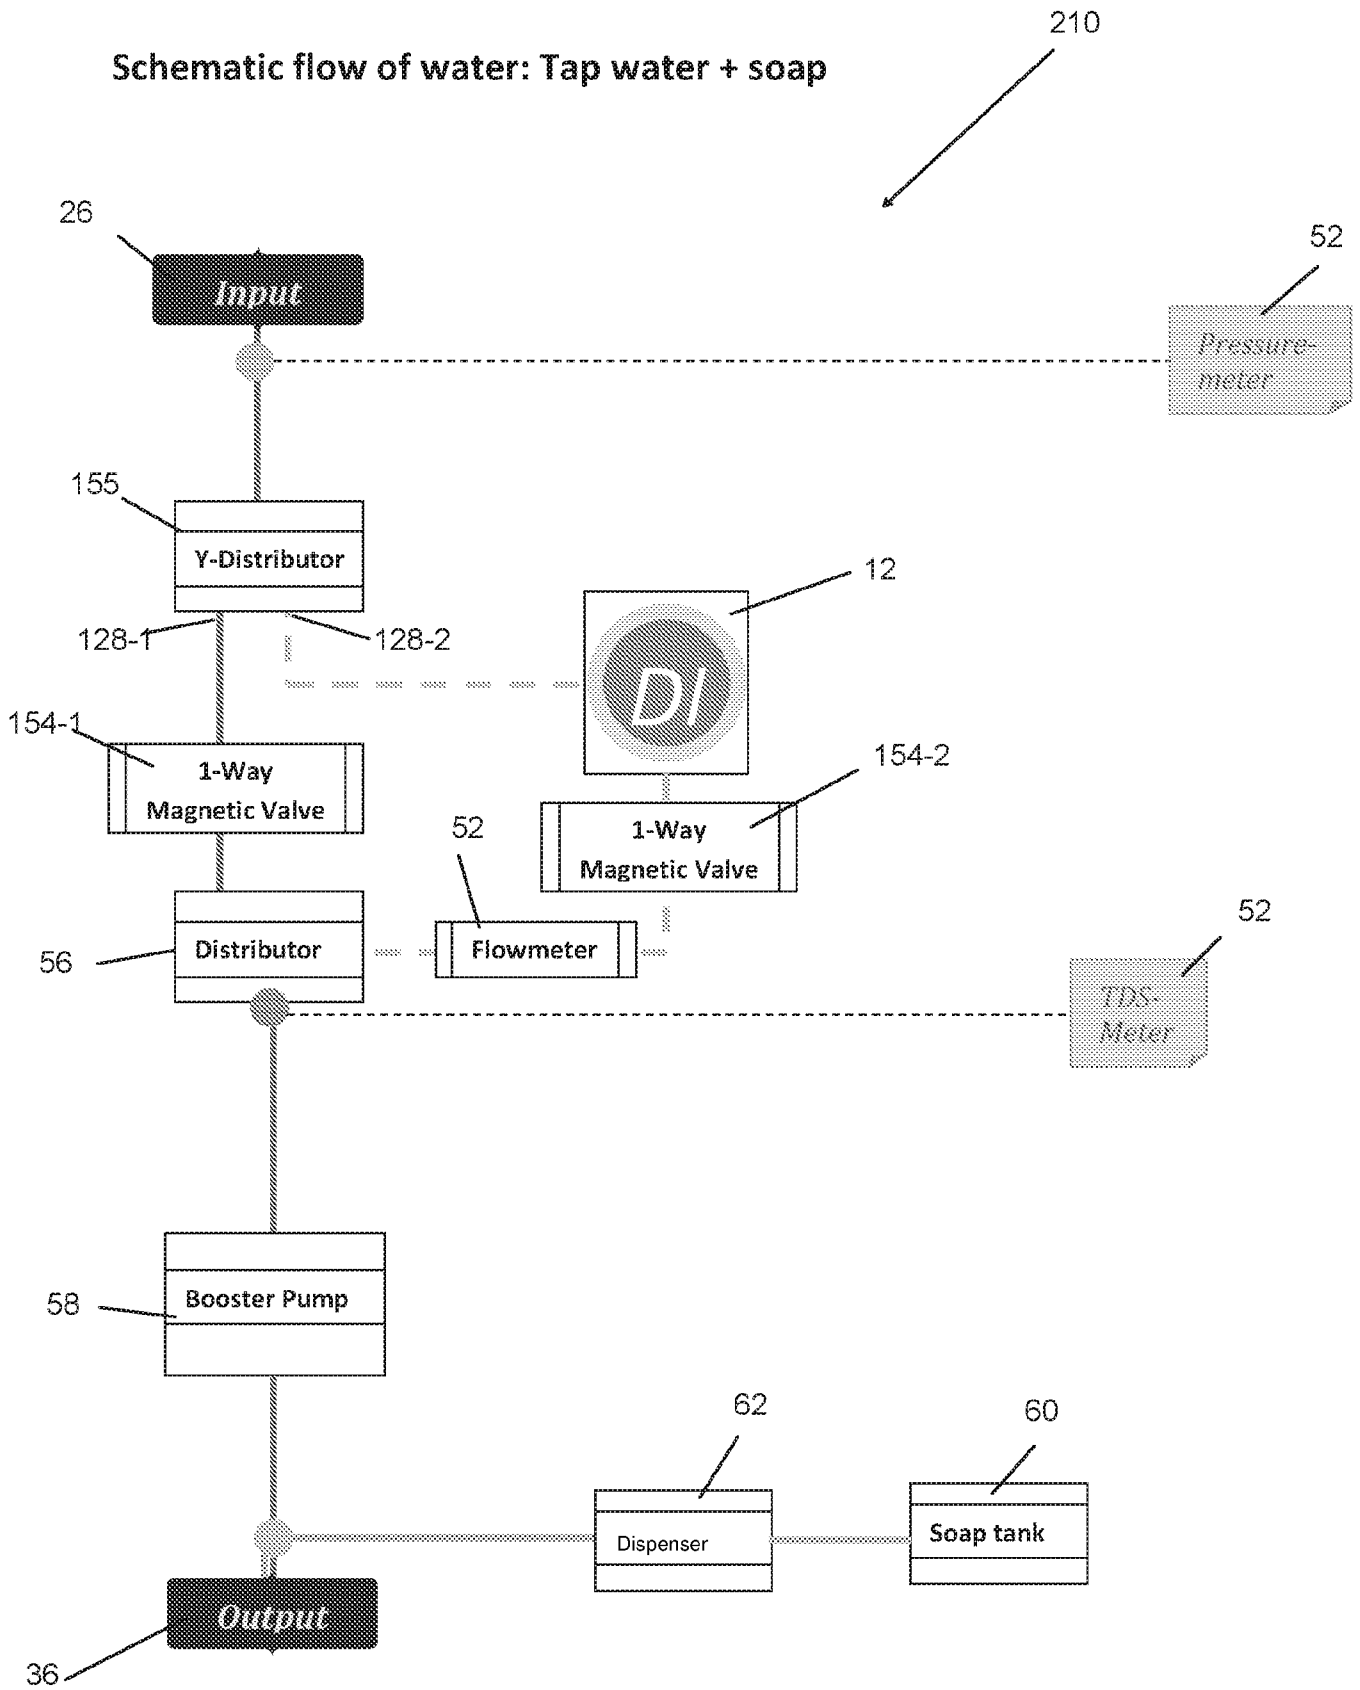 210
Schematic flow of water: Tap water + soap
26
52
Input
Pressure-
meter
155
Y-Distributor
12
128-1
128-2
DI
154-1
154-2
1-Way
Magnetic Valve
52
1-Way
Magnetic Valve
52
56
Distributor
Flowmeter
TDS-
Meter
58
Booster Pump
62
60
Dispenser
Soap tank
Output
36